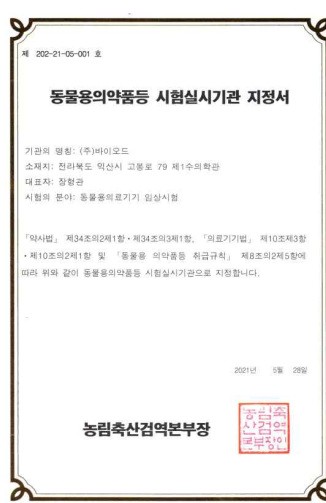 제 202-21-05-001 호
동물용의약품등 시험실시기관 지정서
기관의 명칭: (주)바이오드
소재지: 전라북도 익산시 고봉로 79 제1수의학관
대표자: 장형관
시험의 분야: 동물용의료기기 임상시험
「약사법」 제34조의2제1항・제34조의3제1항, 「의료기기법」 제10조제3항
・제10조의2제1항 및 「동물용 의약품등 취급규칙」 제8조의2제5항에
따라 위와 같이 동물용의약품등 시험실시기관으로 지정합니다.
2021년 5월 28일
농림축산검역본부장
농림축
산검역
본부장인